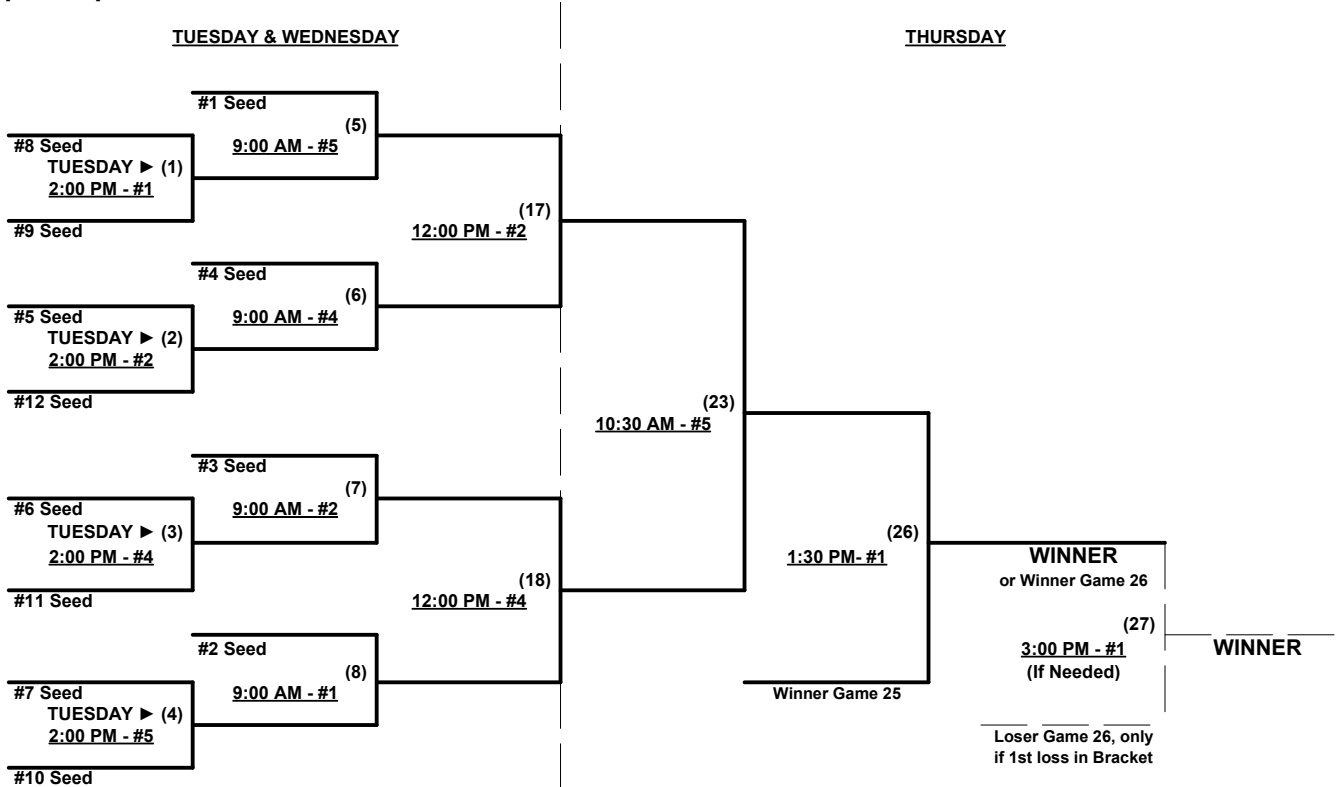 TUESDAY & WEDNESDAY
THURSDAY
#1 Seed
(5)
9:00 AM - #5
#8 Seed
TUESDAY ► (1)
2:00 PM - #1
#9 Seed
(17)
12:00 PM - #2
#4 Seed
(6)
9:00 AM - #4
#5 Seed
TUESDAY ► (2)
2:00 PM - #2
#12 Seed
(23)
10:30 AM - #5
#3 Seed
(7)
9:00 AM - #2
#6 Seed
TUESDAY ► (3)
2:00 PM - #4
#11 Seed
(18)
12:00 PM - #4
#2 Seed
(8)
9:00 AM - #1
#7 Seed
TUESDAY ► (4)
2:00 PM - #5
#10 Seed
(26)
1:30 PM- #1
Winner Game 25
WINNER
or Winner Game 26
(27)
3:00 PM - #1
(If Needed)
WINNER
Loser Game 26, only
if 1st loss in Bracket